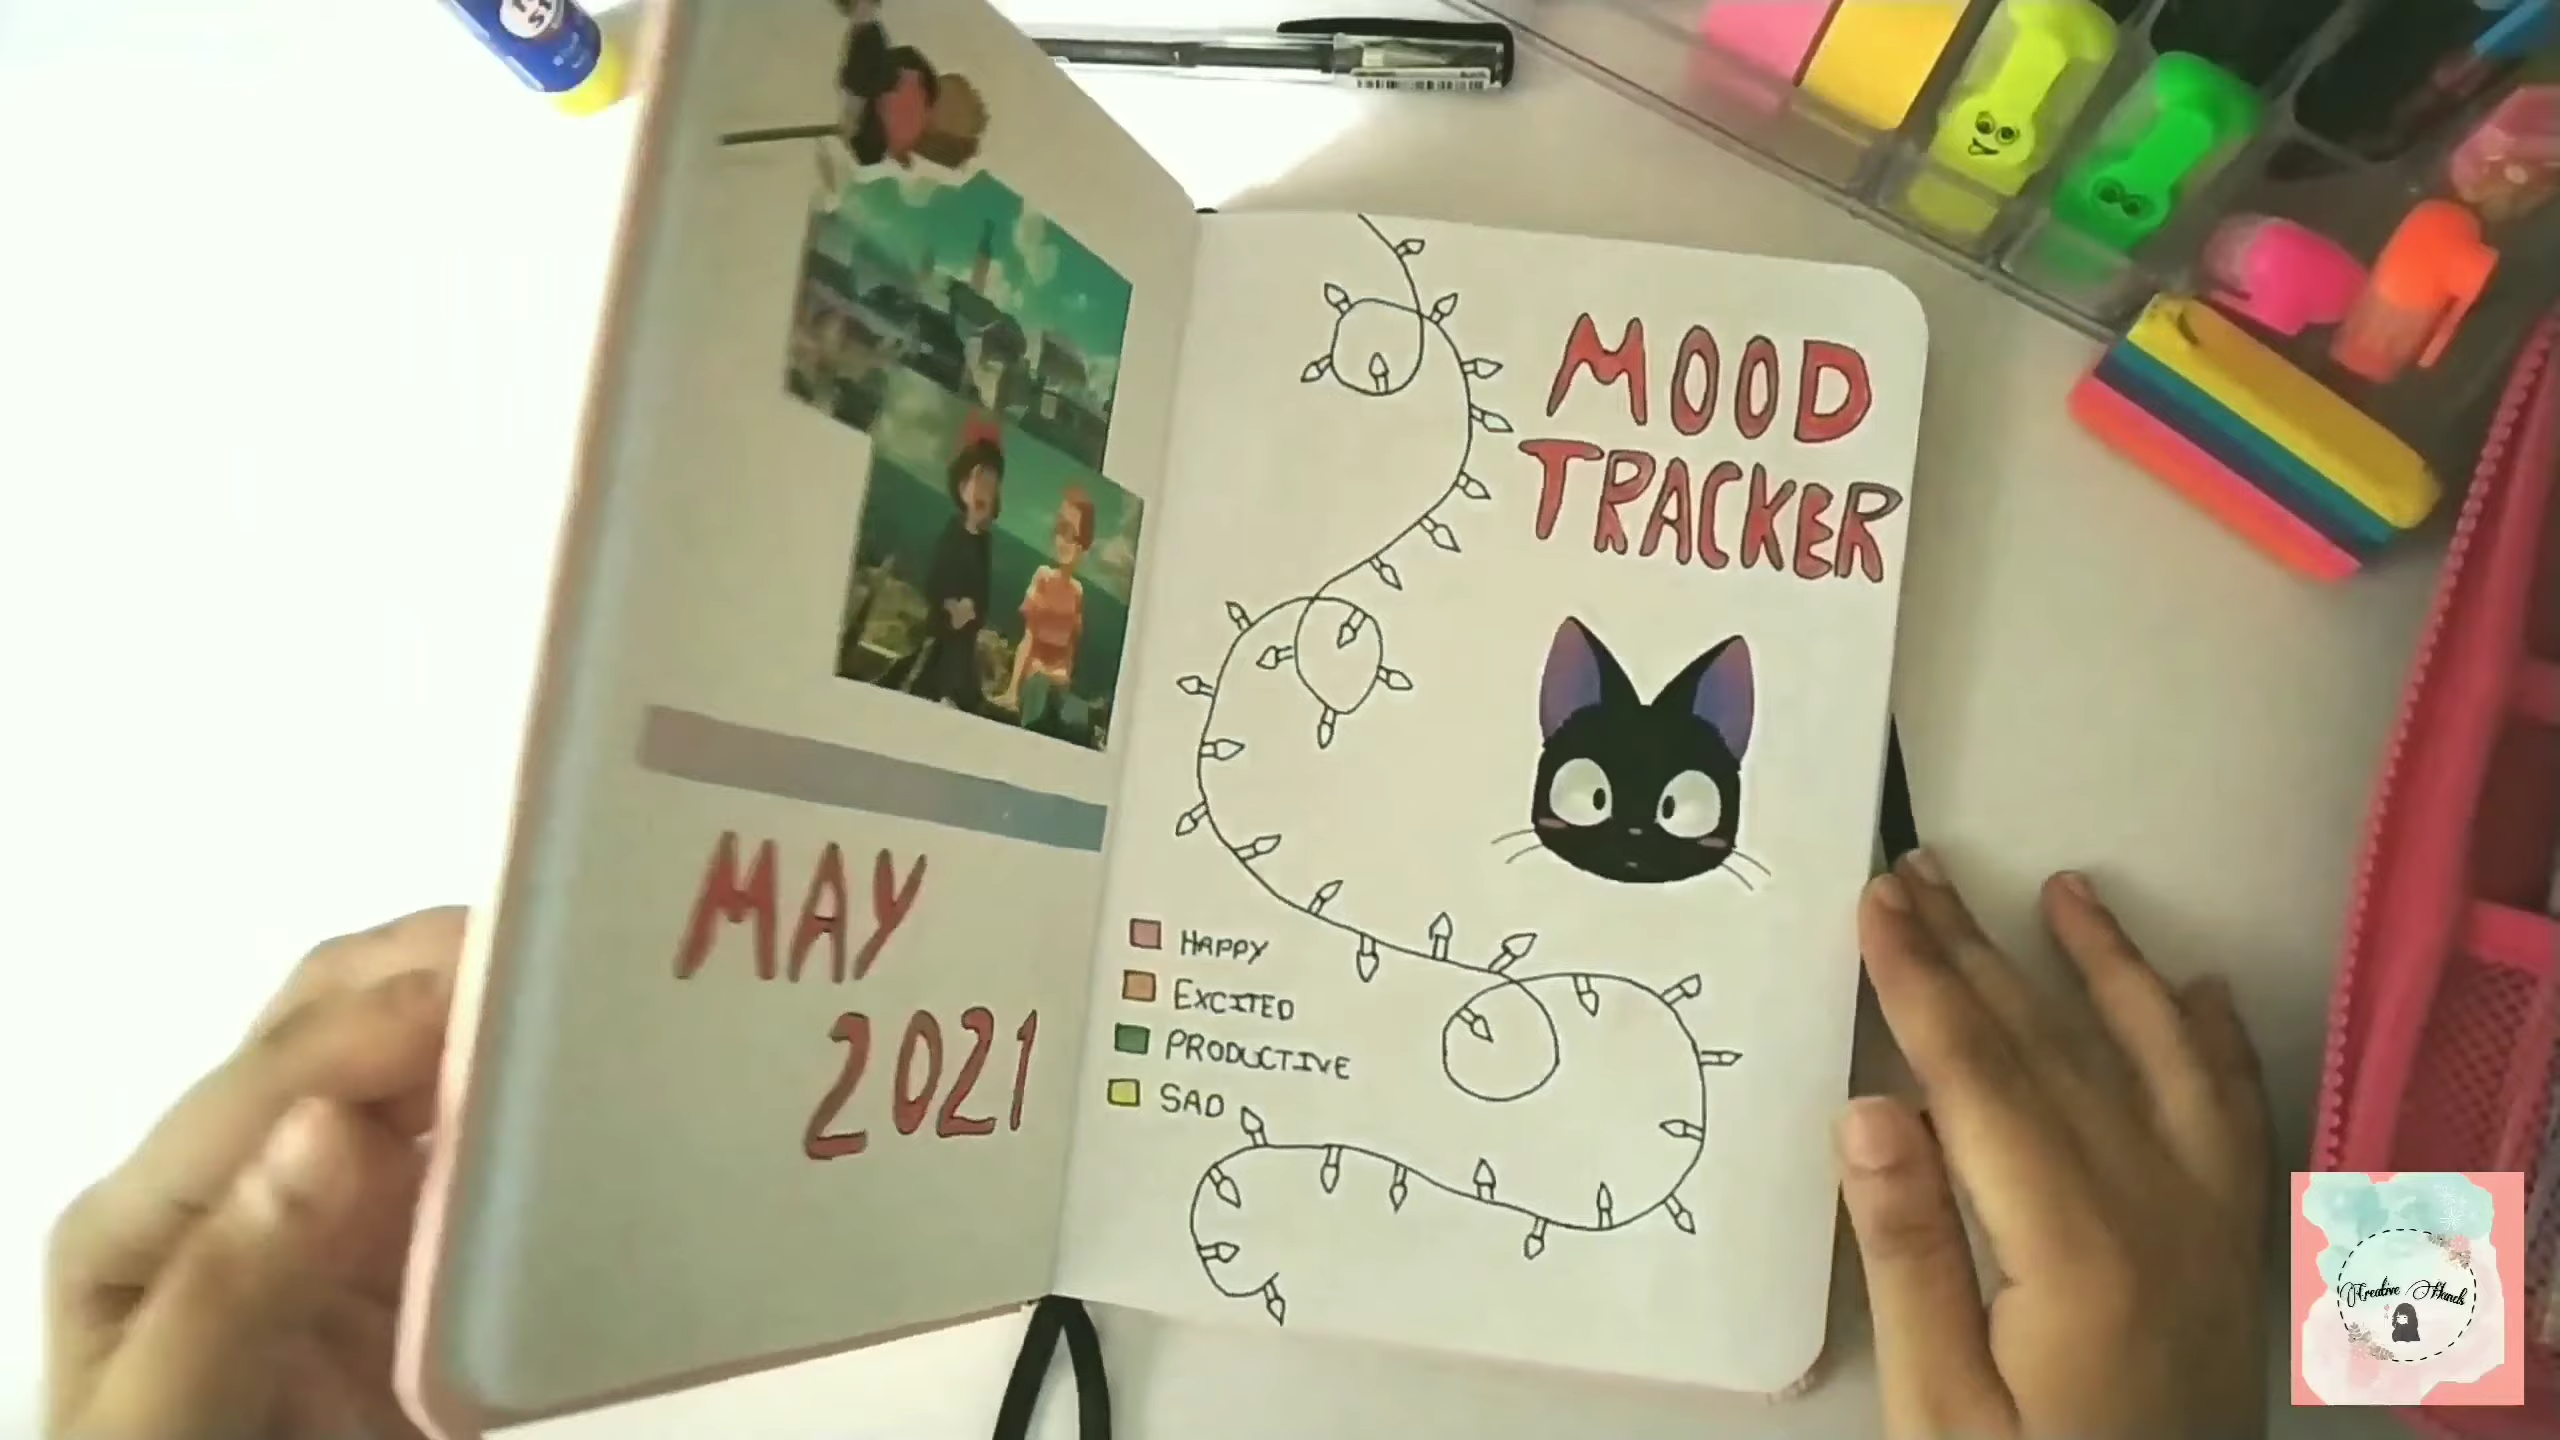 MAY
2021
MOOD
TRACKER
HAPPY
EXCITED
PRODUCTIVE
SAD
Creative Hands